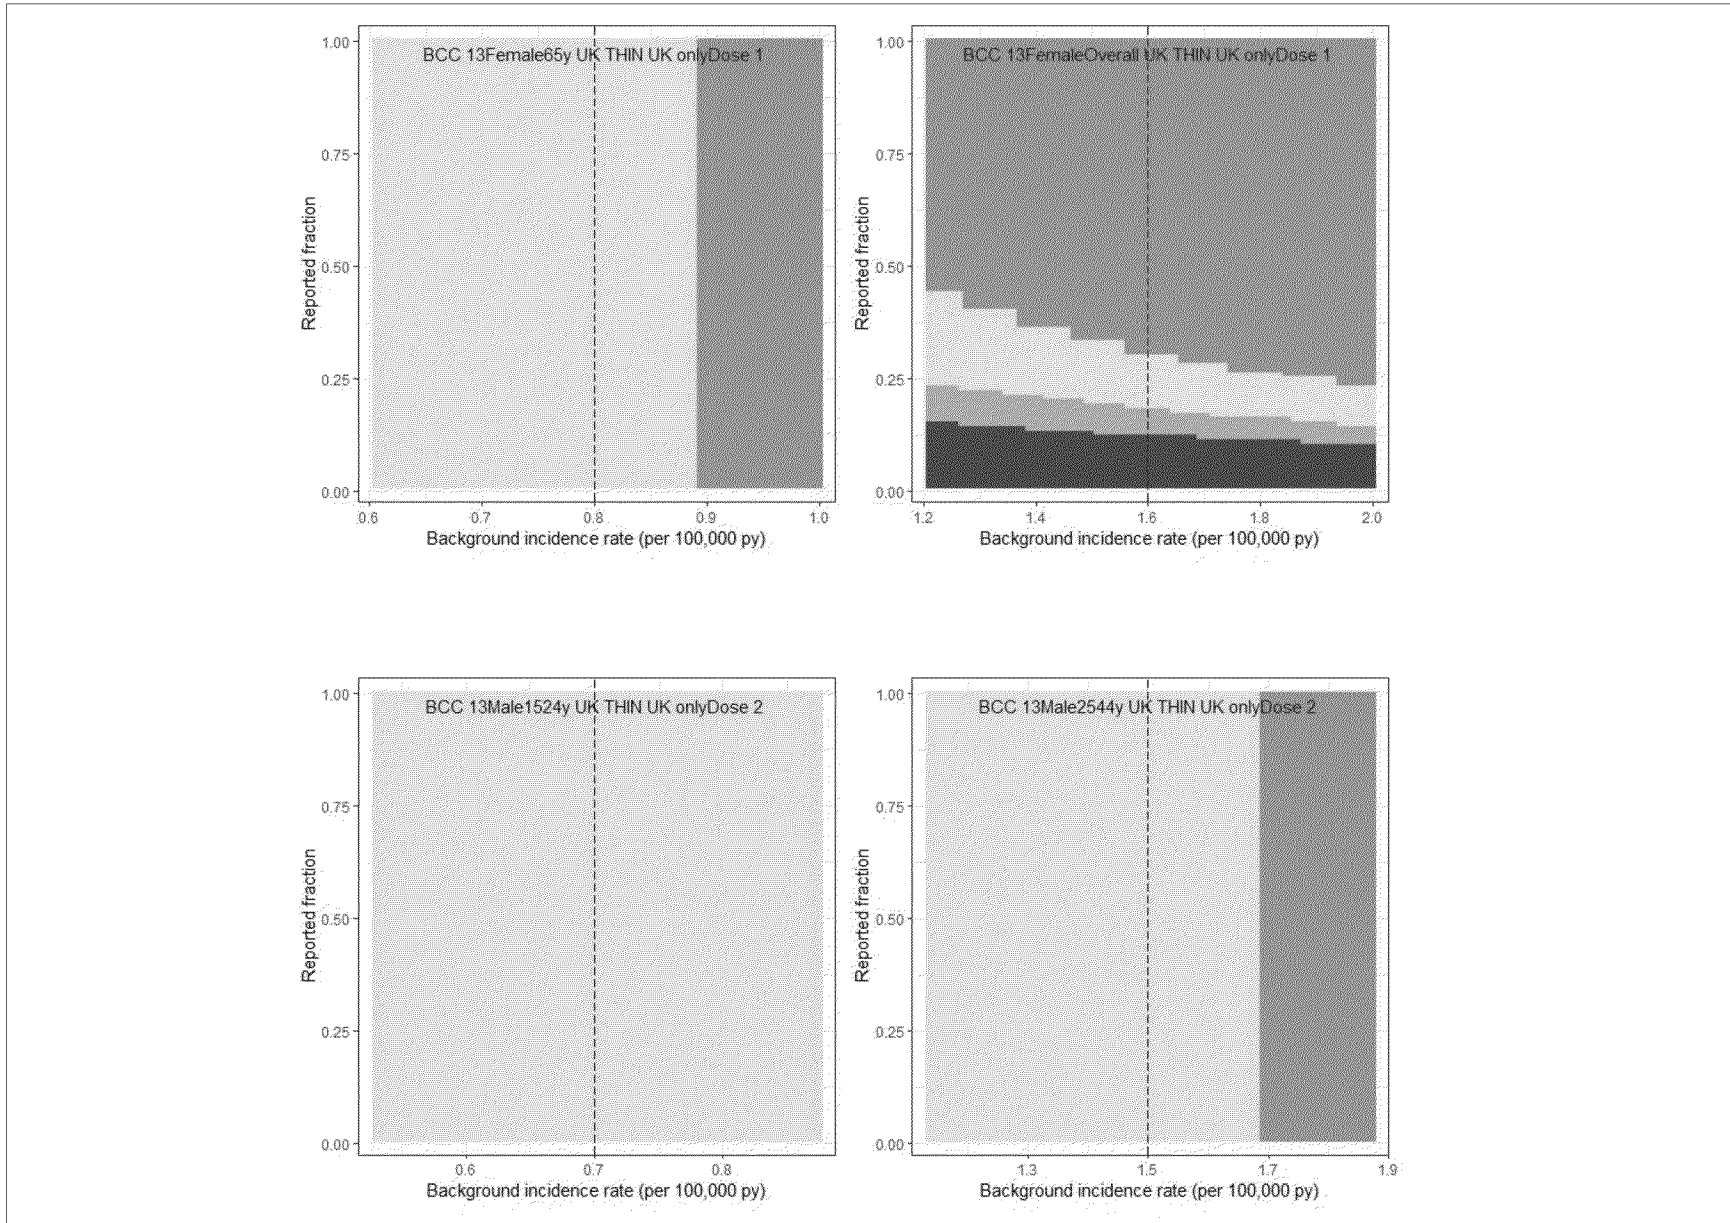 BCC 13Female65y UK THIN UK onlyDose 1
1.00
0.75
0.50
0.25
0.00
Reported fraction
0.6 0.7 0.8 0.9 1.0
Background incidence rate (per 100,000 py)
BCC 13FemaleOverall UK THIN UK onlyDose 1
1.00
0.75
0.50
0.25
0.00
Reported fraction
1.2 1.4 1.6 1.8 2.0
Background incidence rate (per 100,000 py)
BCC 13Male1524y UK THIN UK onlyDose 2
1.00
0.75
0.50
0.25
0.00
Reported fraction
0.6 0.7 0.8
Background incidence rate (per 100,000 py)
BCC 13Male2544y UK THIN UK onlyDose 2
1.00
0.75
0.50
0.25
0.00
Reported fraction
1.3 1.5 1.7 1.9
Background incidence rate (per 100,000 py)